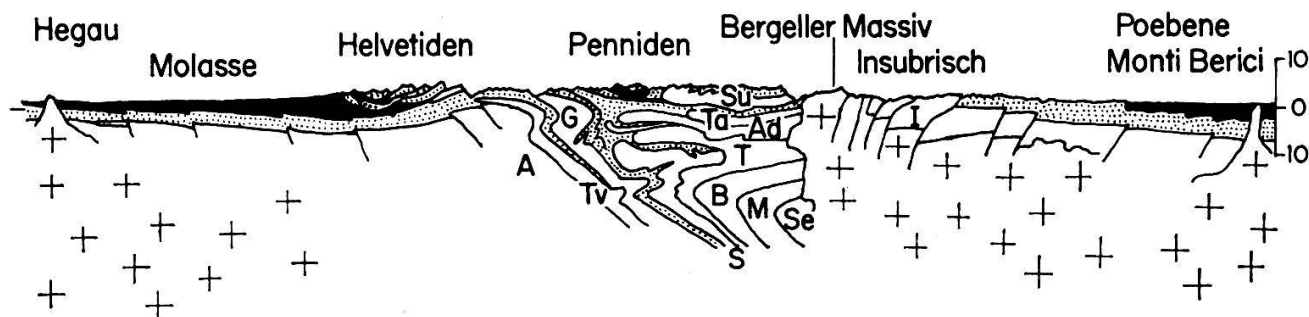 Hegau
Molasse
Helvetiden
Penniden
Bergeller Massiv
Insubrisch
Poebene
Monti Berici
10
0
10
Su
G
Ta
Ad
I
A
T
Tv
B
M
Se
S